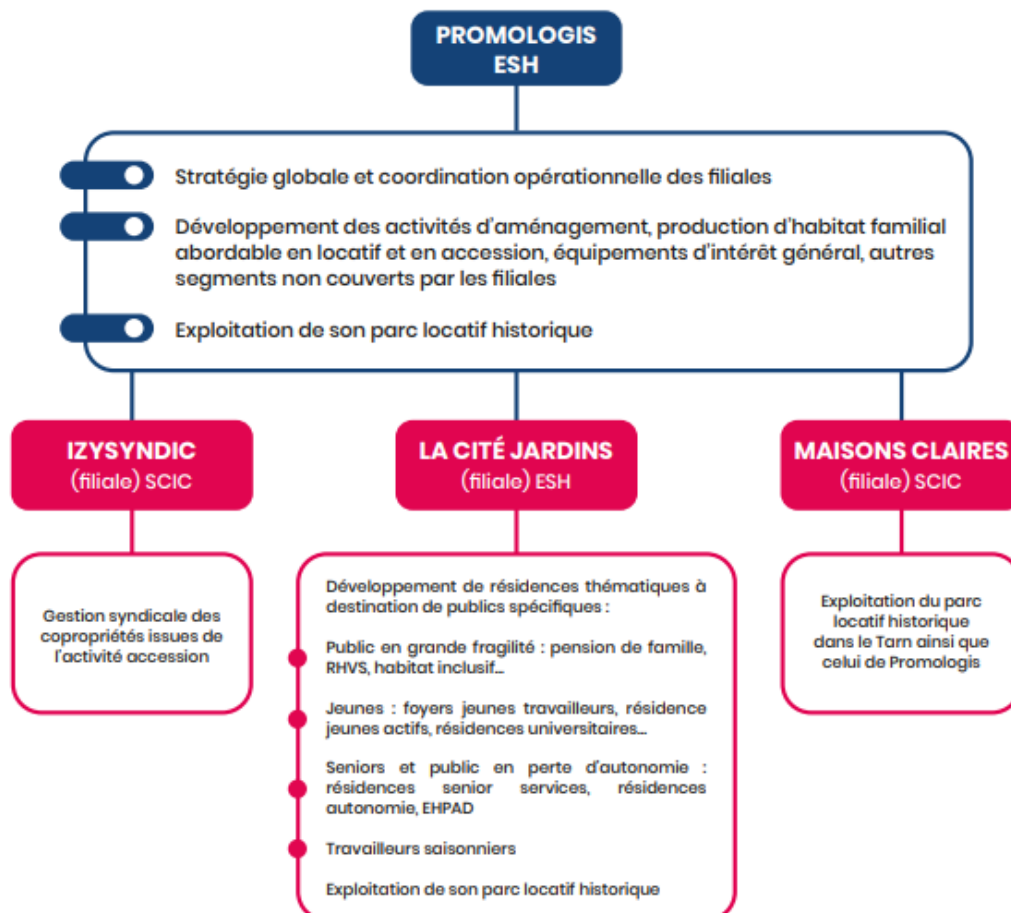 PROMOLOGIS
ESH
Stratégie globale et coordination opérationnelle des filiales
Développement des activités d'aménagement, production d'habitat familial
abordable en locatif et en accession, équipements d'intérêt général, autres
segments non couverts par les filiales
Exploitation de son parc locatif historique
IZYSYNDIC
(filiale) SCIC
Gestion syndicale des
copropriétés issues de
l'activité accession
LA CITÉ JARDINS
(filiale) ESH
Développement de résidences thématiques à
destination de publics spécifiques :
Public en grande fragilité : pension de famille,
RHVS, habitat inclusif...
Jeunes : foyers jeunes travailleurs, résidence
jeunes actifs, résidences universitaires...
Seniors et public en perte d'autonomie :
résidences senior services, résidences
autonomie, EHPAD
Travailleurs saisonniers
Exploitation de son parc locatif historique
MAISONS CLAIRES
(filiale) SCIC
Exploitation du parc
locatif historique
dans le Tarn ainsi que
celui de Promologis